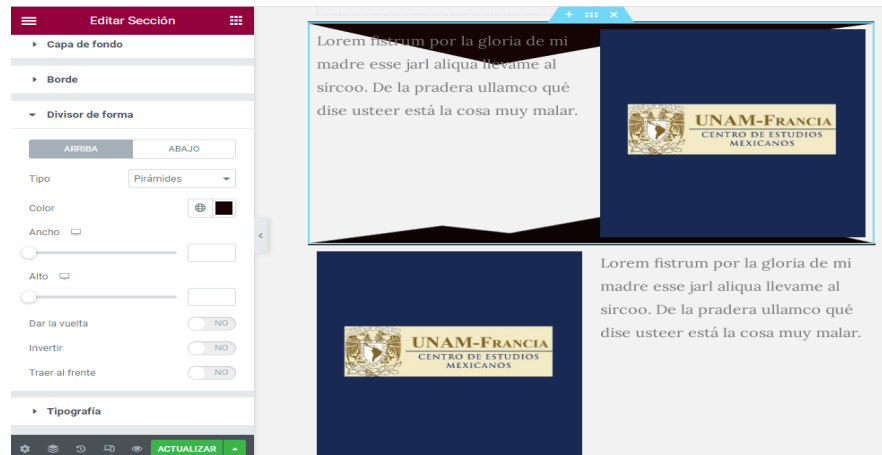 Editar Sección
Capa de fondo
Borde
Divisor de forma
ARRIBA ABAJO
Tipo Pirámides
Color
Ancho
Alto
Dar la vuelta NO
Invertir NO
Traer al frente NO
Tipografía
ACTUALIZAR
Lorem fistrum por la gloria de mi
madre esse jarl aliqua llevame al
sircoo. De la pradera ullamco qué
dise usteer está la cosa muy malar.
UNAM-FRANCIA
CENTRO DE ESTUDIOS
MEXICANOS
UNAM-FRANCIA
CENTRO DE ESTUDIOS
MEXICANOS
Lorem fistrum por la gloria de mi
madre esse jarl aliqua llevame al
sircoo. De la pradera ullamco qué
dise usteer está la cosa muy malar.